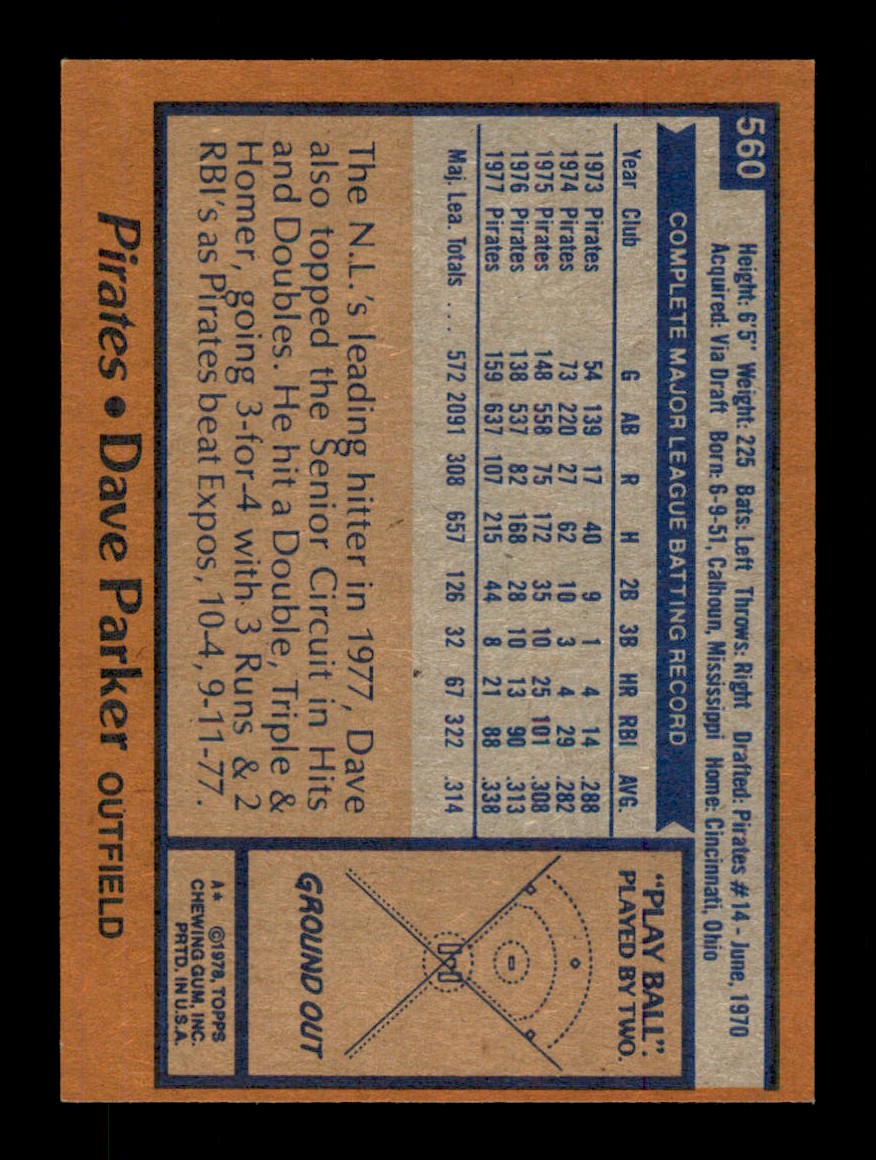 560
Height: 6'5" Weight: 225 Bats: Left Throws: Right Drafted: Pirates #14 - June, 1970
Acquired: Via Draft Born: 6-9-51, Calhoun, Mississippi Home: Cincinnati, Ohio
COMPLETE MAJOR LEAGUE BATTING RECORD
Year Club G AB R H 2B 3B HR RBI AVG.
1973 Pirates 54 139 17 40 9 1 4 14 .288
1974 Pirates 73 220 27 62 10 3 4 29 .282
1975 Pirates 148 558 75 172 35 10 25 101 .308
1976 Pirates 138 537 82 168 28 10 13 90 .313
1977 Pirates 159 637 107 215 44 8 21 88 .338
Maj. Lea. Totals .... 572 2091 308 657 126 32 67 322 .314
The N.L.'s leading hitter in 1977, Dave
also topped the Senior Circuit in Hits
and Doubles. He hit a Double, Triple &
Homer, going 3-for-4 with 3 Runs & 2
RBI's as Pirates beat Expos, 10-4, 9-11-77.
"PLAY BALL".
PLAYED BY TWO.
GROUND OUT
A* ©1978, TOPPS
CHEWING GUM, INC.
PRTD. IN U.S.A.
Pirates • Dave Parker OUTFIELD